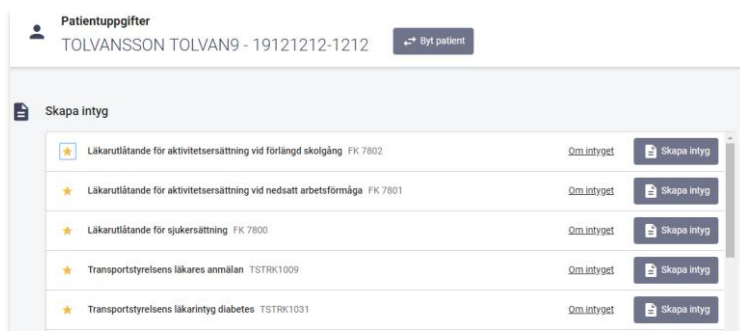 Patientuppgifter
TOLVANSSON TOLVAN9 - 19121212-1212
Byt patient
Skapa intyg
Läkarutlåtande för aktivitetsersättning vid förlängd skolgång FK 7802 Om intyget Skapa intyg
Läkarutlåtande för aktivitetsersättning vid nedsatt arbetsförmåga FK 7801 Om intyget Skapa intyg
Läkarutlåtande för sjukersättning FK 7800 Om intyget Skapa intyg
Transportstyrelsens läkares anmälan TSTRK1009 Om intyget Skapa intyg
Transportstyrelsens läkarintyg diabetes TSTRK1031 Om intyget Skapa intyg